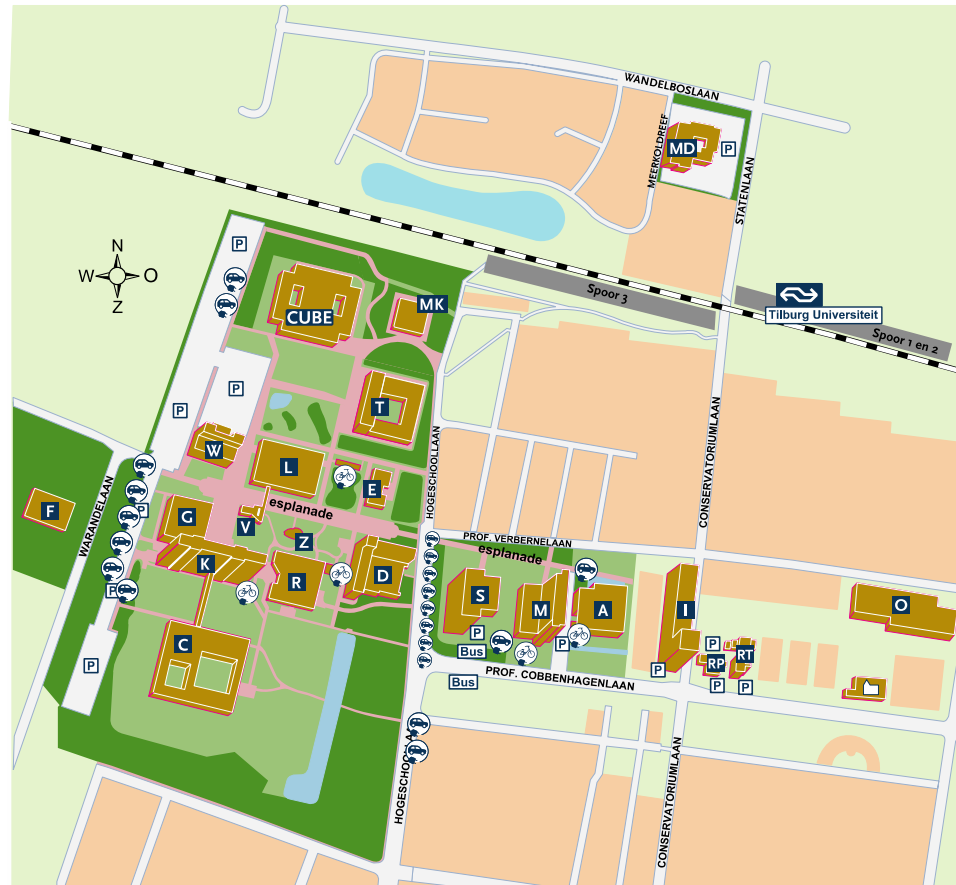 WANDELBOSLAAN
MEERKOLDREEF
MD
P
STATENLAAN
N
W
O
Z
P
CUBE
MK
Spoor 3
Tilburg Universiteit
Spoor 1 en 2
P
P
T
W
L
E
HOGESCHOOLLAAN
CONSERVATORIUMLAAN
WARANDELAAN
F
P
G
V
esplanade
Z
K
R
D
PROF. VERBERNELAAN
esplanade
S
M
A
I
O
P
P
P
Bus
P
RP
RT
P
C
P
Bus
PROF. COBBENHAGENLAAN
P
P
HOGESCHOOLLAAN
CONSERVATORIUMLAAN